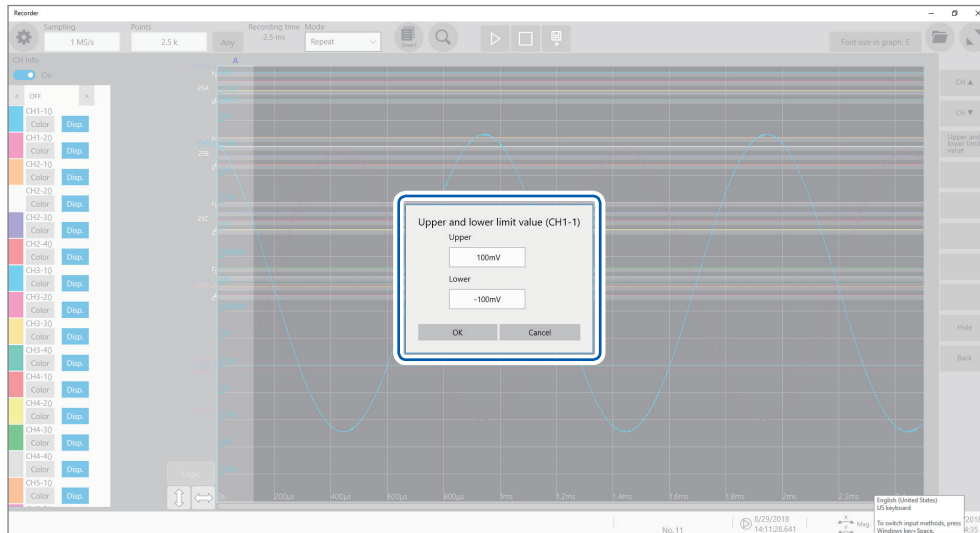 Recorder
Sampling
Points
Recording time
Mode
1 MS/s
2.5 k
Any
2.5 ms
Repeat
Insert
Font size in graph: S
CH Info
On
A
OFF
CH1-1()
Color Disp.
CH1-2()
Color Disp.
CH2-1()
Color Disp.
CH2-2()
Color Disp.
CH2-3()
Color Disp.
CH2-4()
Color Disp.
CH3-1()
Color Disp.
CH3-2()
Color Disp.
CH3-3()
Color Disp.
CH3-4()
Color Disp.
CH4-1()
Color Disp.
CH4-2()
Color Disp.
CH4-3()
Color Disp.
CH4-4()
Color Disp.
CH5-1()
Color Disp.
25A
25B
25C
Upper and lower limit value (CH1-1)
Upper
100mV
Lower
-100mV
OK Cancel
0s 200μs 400μs 600μs 800μs 1ms 1.2ms 1.4ms 1.6ms 1.8ms 2ms 2.2ms
CH ▲
CH ▼
Upper and
lower limit
value
Hide
Back
No. 11
8/29/2018
14:11:28.641
X
Y
Mag.
English (United States)
US keyboard
To switch input methods, press
Windows key+Space.
2018
4:35